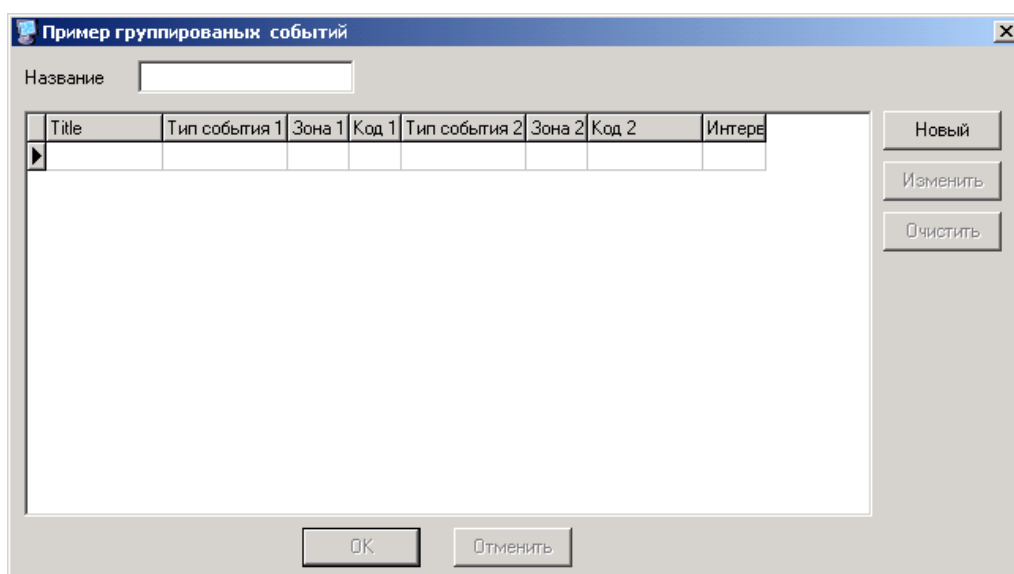 Пример группированых событий
Название
Title Тип события 1 Зона 1 Код 1 Тип события 2 Зона 2 Код 2 Интерв
Новый
Изменить
Очистить
OK Отменить